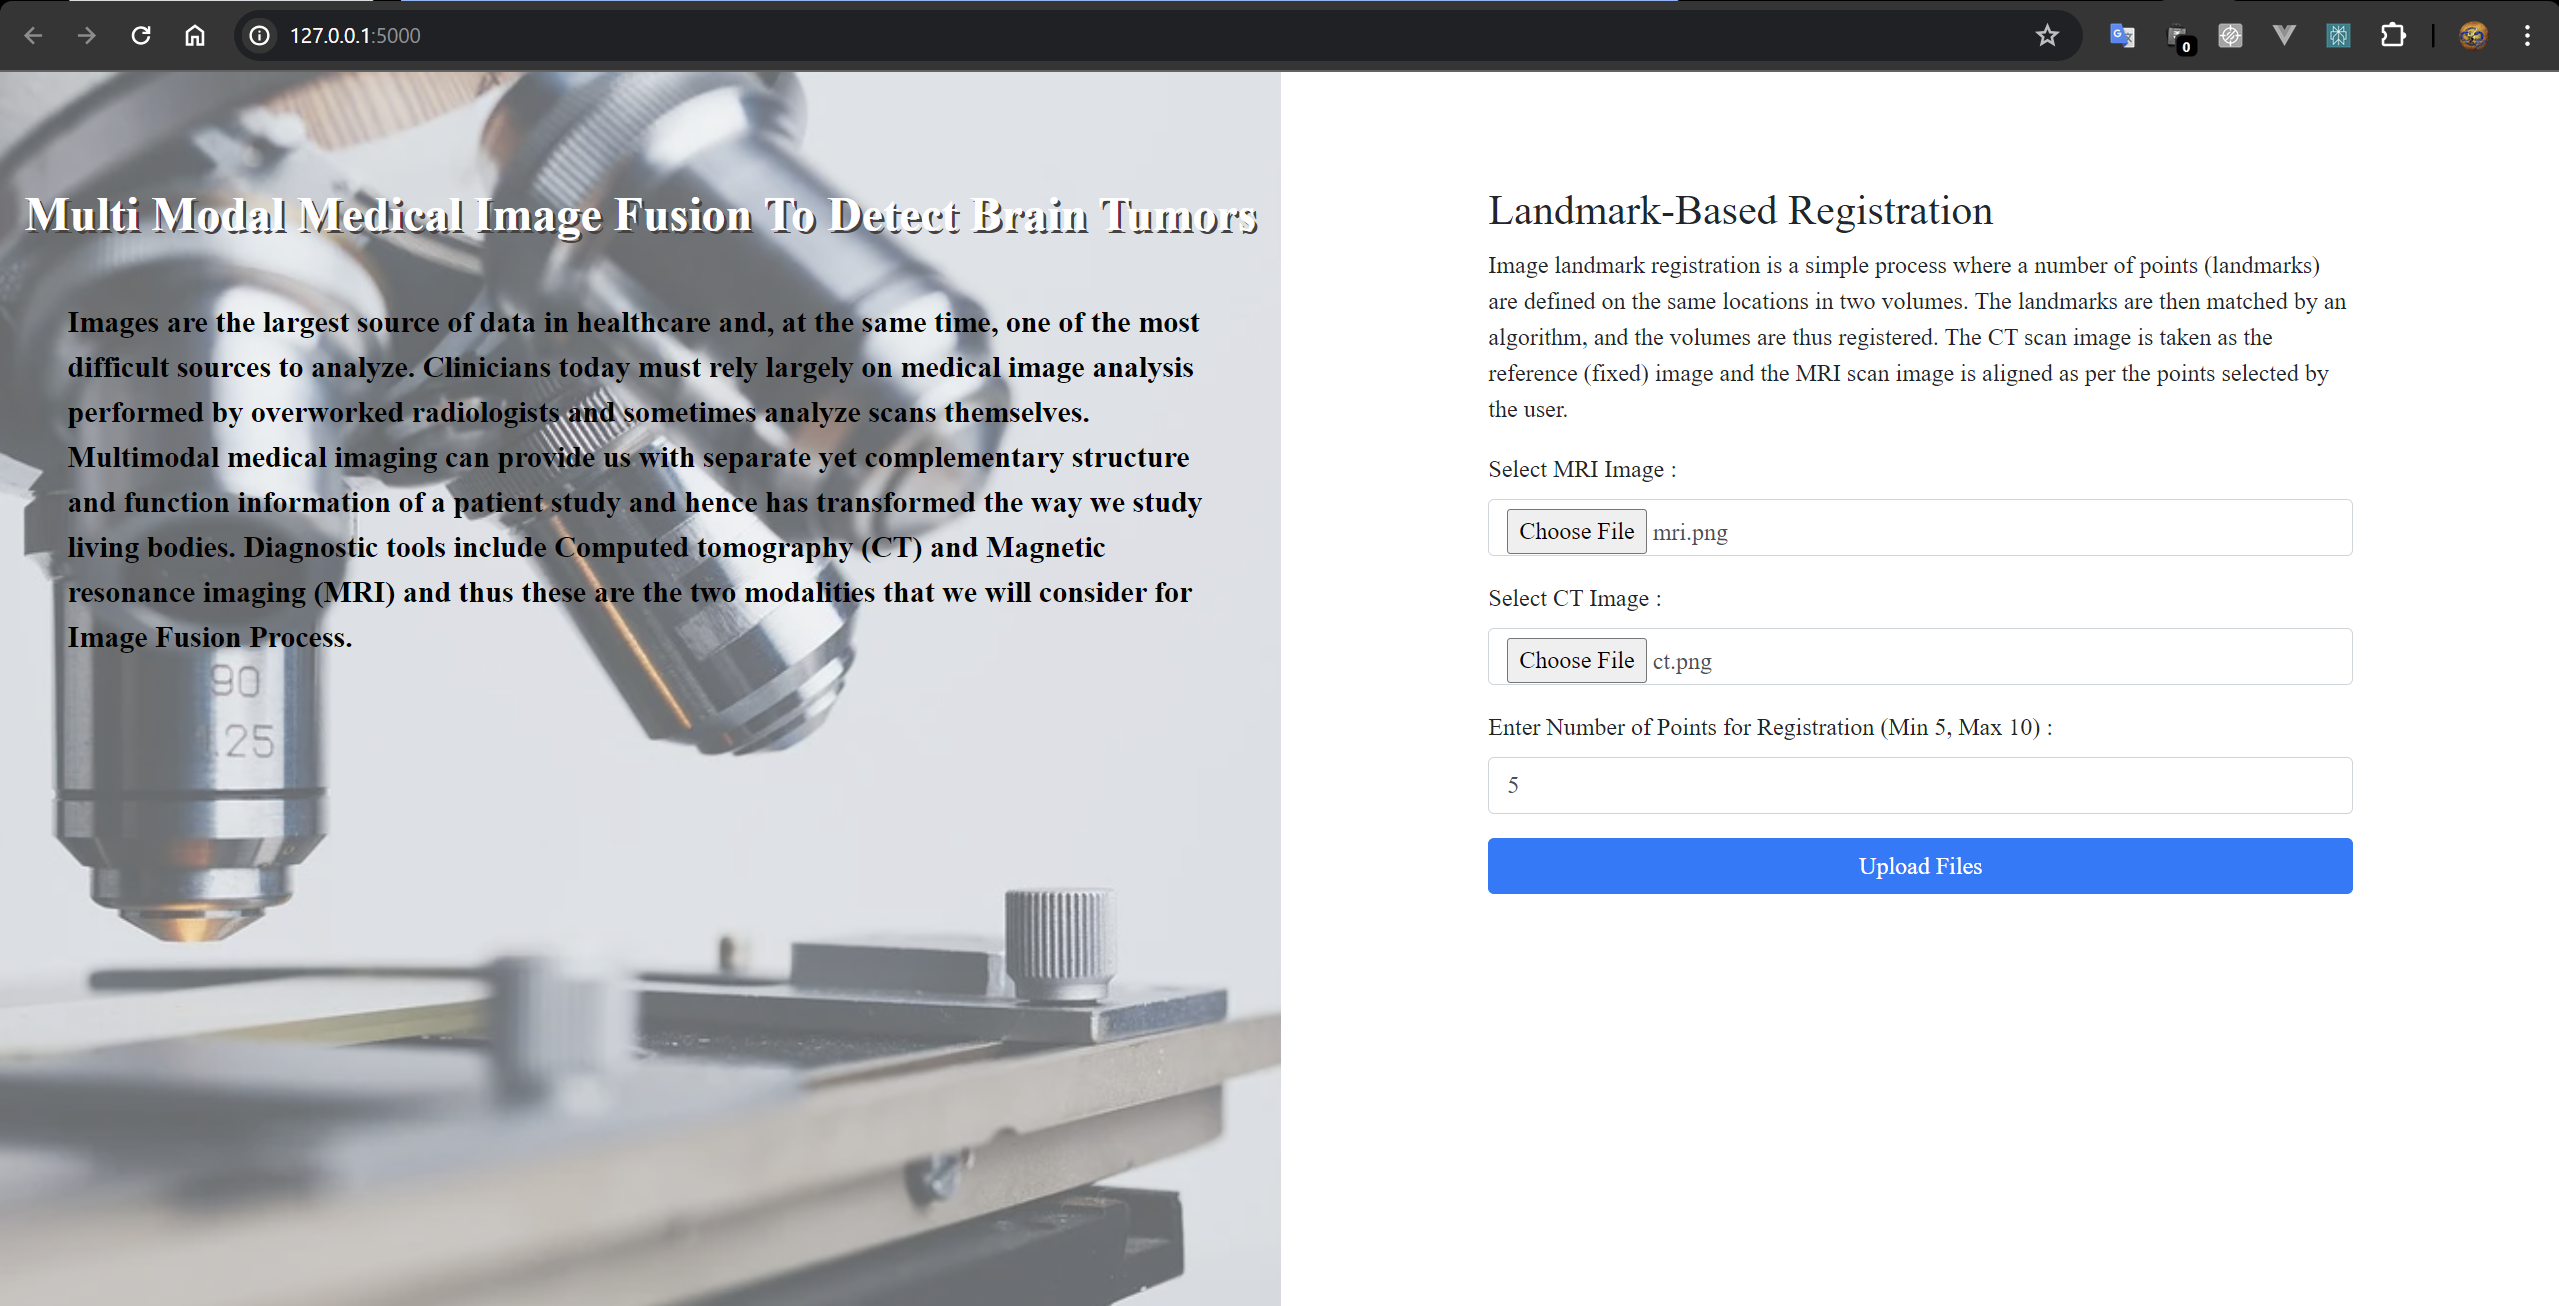 127.0.0.1:5000
0
Multi Modal Medical Image Fusion To Detect Brain Tumors
Images are the largest source of data in healthcare and, at the same time, one of the most
difficult sources to analyze. Clinicians today must rely largely on medical image analysis
performed by overworked radiologists and sometimes analyze scans themselves.
Multimodal medical imaging can provide us with separate yet complementary structure
and function information of a patient study and hence has transformed the way we study
living bodies. Diagnostic tools include Computed tomography (CT) and Magnetic
resonance imaging (MRI) and thus these are the two modalities that we will consider for
Image Fusion Process.
90
.25
Landmark-Based Registration
Image landmark registration is a simple process where a number of points (landmarks)
are defined on the same locations in two volumes. The landmarks are then matched by an
algorithm, and the volumes are thus registered. The CT scan image is taken as the
reference (fixed) image and the MRI scan image is aligned as per the points selected by
the user.
Select MRI Image :
Choose File mri.png
Select CT Image :
Choose File ct.png
Enter Number of Points for Registration (Min 5, Max 10) :
5
Upload Files